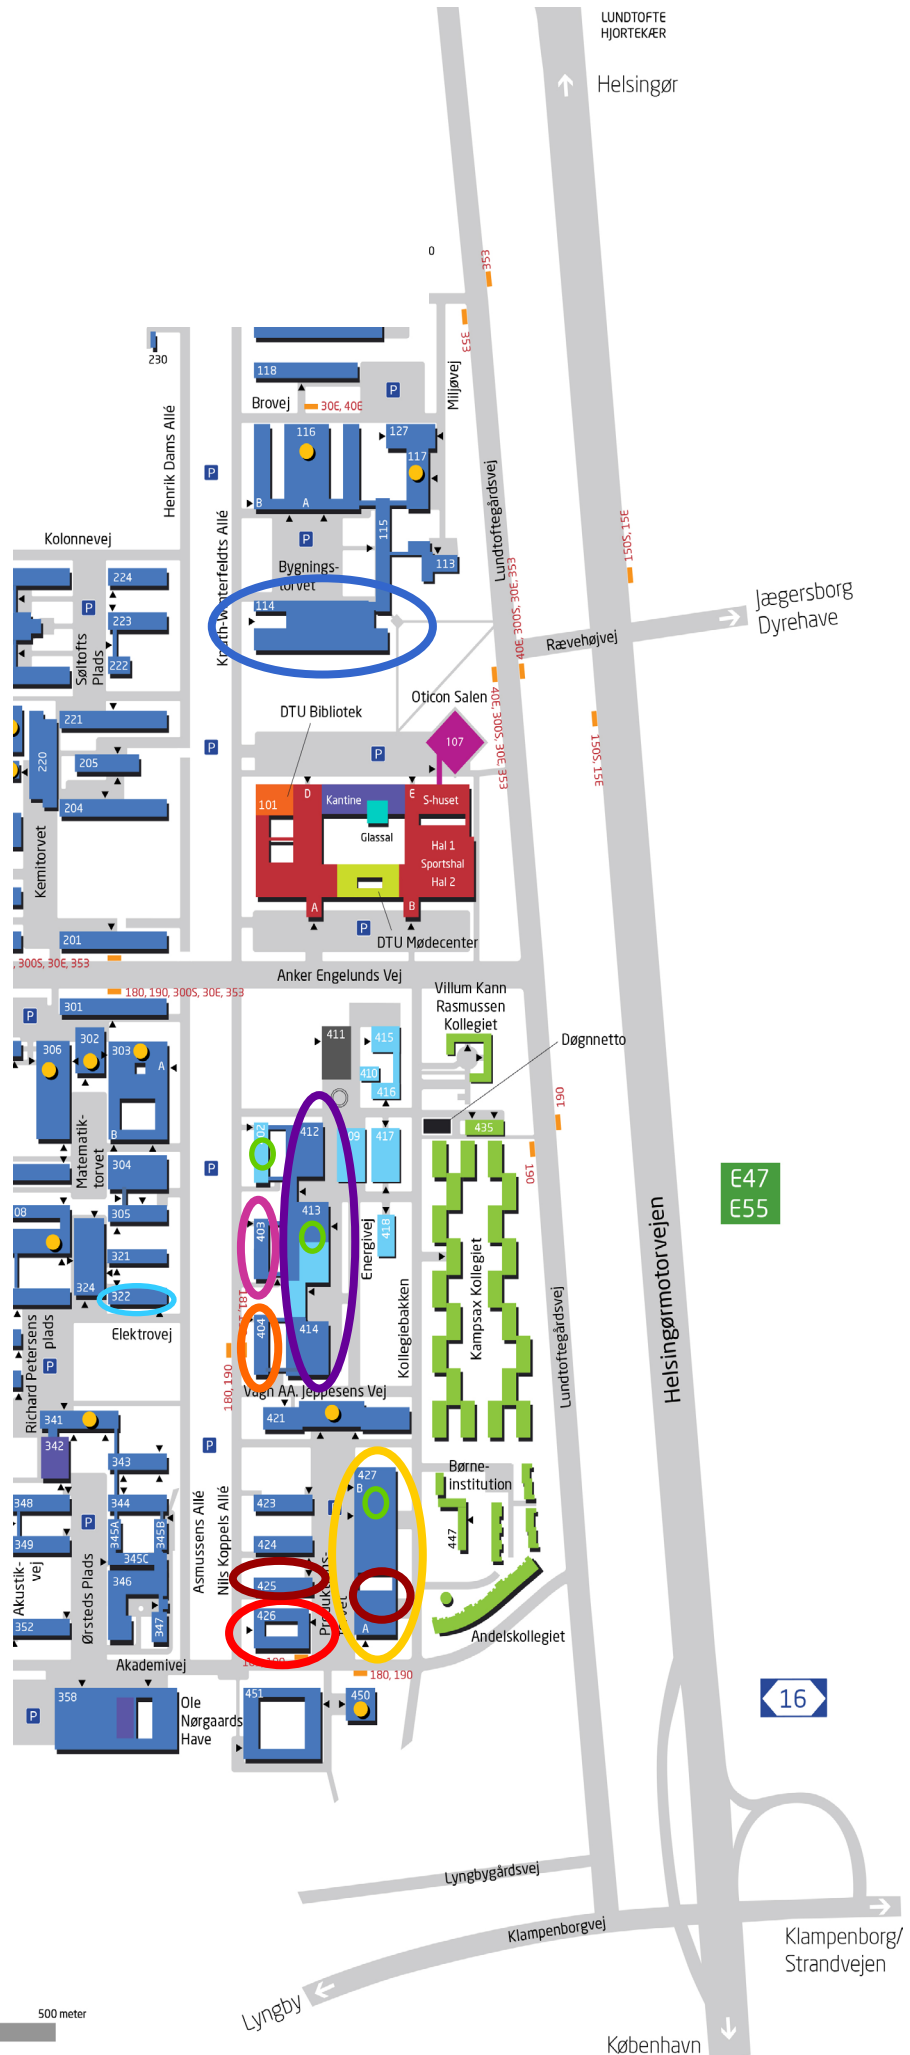 LUNDTOFTE
HJORTEKÆR
Helsingør
0
353
353
230
118
P
Miljøvej
Brovej
30E, 40E
Henrik Dams Allé
116
127
117
P
B
A
Knuth-Winterfeldts Allé
115
P
Lundtoftegårdsvej
150S, 15E
Kolonnevej
Bygnings-
torvet
113
40E, 300S, 30E, 353
224
P
114
Jægersborg
Dyrehave
223
Rævehøjvej
Søltofts
Plads
222
40E, 300S, 30E, 353
Oticon Salen
221
DTU Bibliotek
150S, 15E
220
205
P
P
107
204
101
D
Kantine
E
S-huset
Glassal
Hal 1
Sportshal
Hal 2
Kemitorvet
A
B
P
201
DTU Mødecenter
, 300S, 30E, 353
Anker Engelunds Vej
180, 190, 300S, 30E, 353
Villum Kann
Rasmussen
Kollegiet
301
P
306
302
303
A
411
415
410
416
Døgnnetto
190
Matematik-
torvet
B
02
412
09
417
435
190
304
P
E47
E55
08
305
403
413
418
Energivej
321
324
322
Kampsax Kollegiet
Helsingørmotorvejen
181,
404
414
Kollegiebakken
Lundtoftegårdsvej
Elektrovej
Richard Petersens
plads
P
180, 190
Vagn AA. Jeppesens Vej
341
421
342
P
343
427
B
Børne-
institution
348
344
423
447
P
345A
345B
349
345C
424
Asmussens Allé
Nils Koppels Allé
Akustik-
vej
Ørsteds Plads
346
425
426
352
347
A
Andelskollegiet
Akademivej
180, 190
358
Ole
Nørgaards
Have
451
450
P
16
Lyngbygårdsvej
Klampenborgvej
Klampenborg/
Strandvejen
Lyngby
500 meter
København